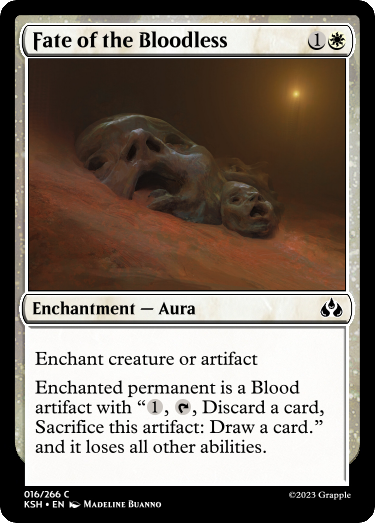 Fate of the Bloodless 1
Enchantment — Aura
Enchant creature or artifact
Enchanted permanent is a Blood
artifact with “1, , Discard a card,
Sacrifice this artifact: Draw a card.”
and it loses all other abilities.
016/266 C
KSH • EN Madeline Buanno
©2023 Grapple